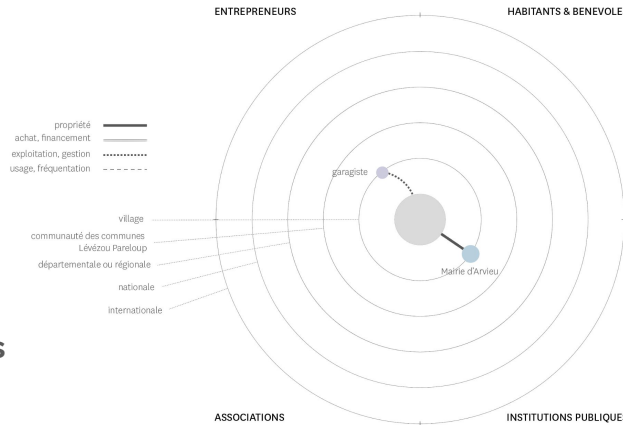 ENTREPRENEURS
HABITANTS & BENEVOLE
propriété
achat, financement
exploitation, gestion
usage, fréquentation
garagiste
village
communauté des communes
Lévézou Pareloup
départementale ou régionale
nationale
internationale
Mairie d'Arvieu
s
ASSOCIATIONS
INSTITUTIONS PUBLIQUE